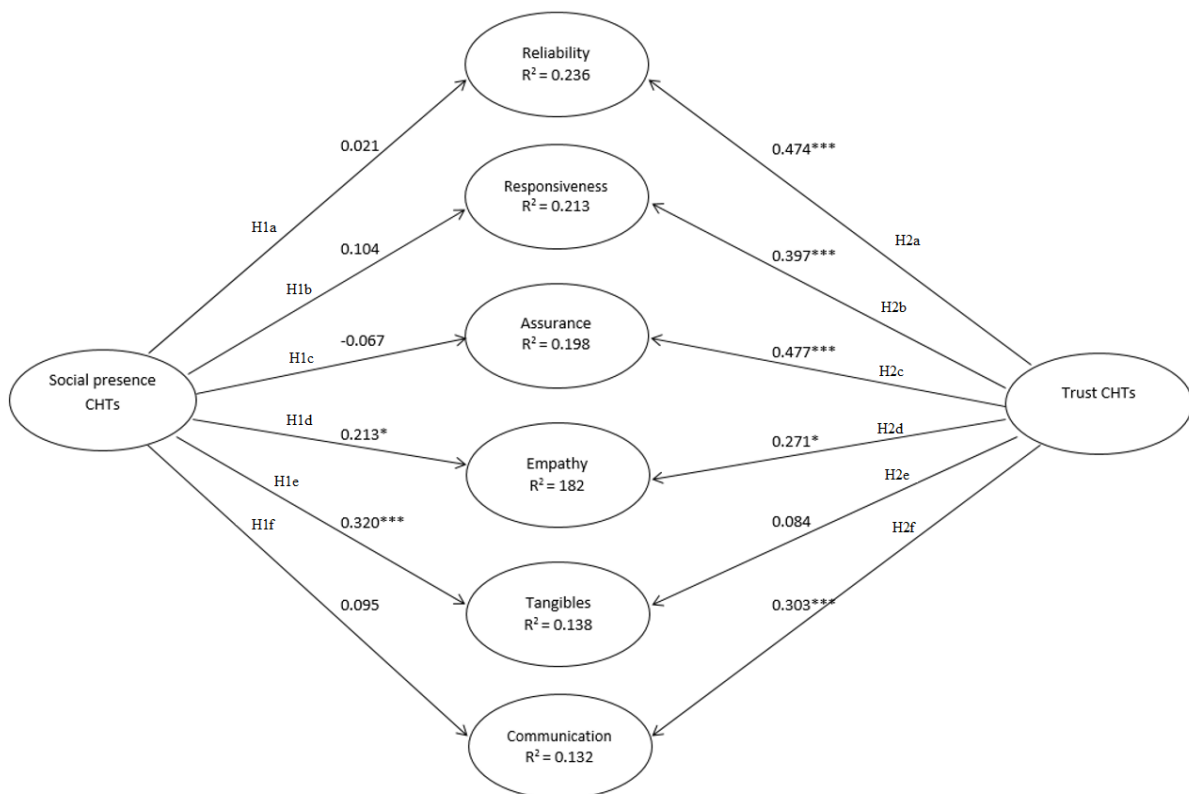 Reliability
R² = 0.236
0.021
0.474***
Responsiveness
R² = 0.213
H1a
H2a
0.104
0.397***
H1b
H2b
Assurance
R² = 0.198
-0.067
0.477***
H1c
H2c
Social presence
CHTs
Trust CHTs
H1d
0.213*
0.271*
H2d
Empathy
R² = 182
H1e
H2e
H1f
0.320***
0.084
H2f
Tangibles
R² = 0.138
0.095
0.303***
Communication
R² = 0.132